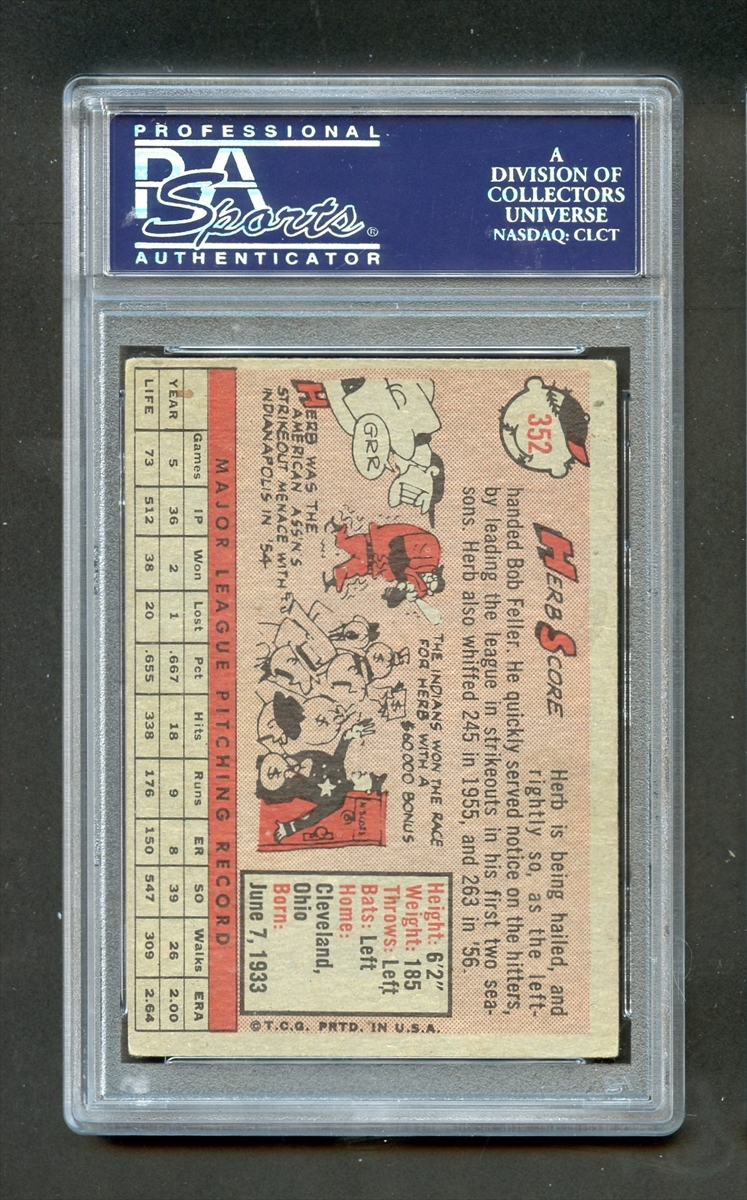 PROFESSIONAL
PSA
Sports®
AUTHENTICATOR
A
DIVISION OF
COLLECTORS
UNIVERSE
NASDAQ: CLCT
352
HERB SCORE
Herb is being hailed, and
rightly so, as the left-
handed Bob Feller. He quickly served notice on the hitters,
by leading the league in strikeouts in his first two sea-
sons. Herb also whiffed 245 in 1955, and 263 in '56.
GRR
HERB WAS THE
AMERICAN ASSN'S
STRIKEOUT MENACE WITH
INDIANAPOLIS IN '54
THE INDIANS WON THE RACE
FOR HERB WITH A
$60,000 BONUS
H. SCORE
Height: 6'2"
Weight: 185
Throws: Left
Bats: Left
Home:
Cleveland,
Ohio
Born:
June 7, 1933
©T.C.G. PRTD. IN U.S.A.
MAJOR LEAGUE PITCHING RECORD
Games IP Won Lost Pct Hits Runs ER SO Walks ERA
YEAR 5 36 2 1 .667 18 9 8 39 26 2.00
LIFE 73 512 38 20 .655 338 176 150 547 309 2.64